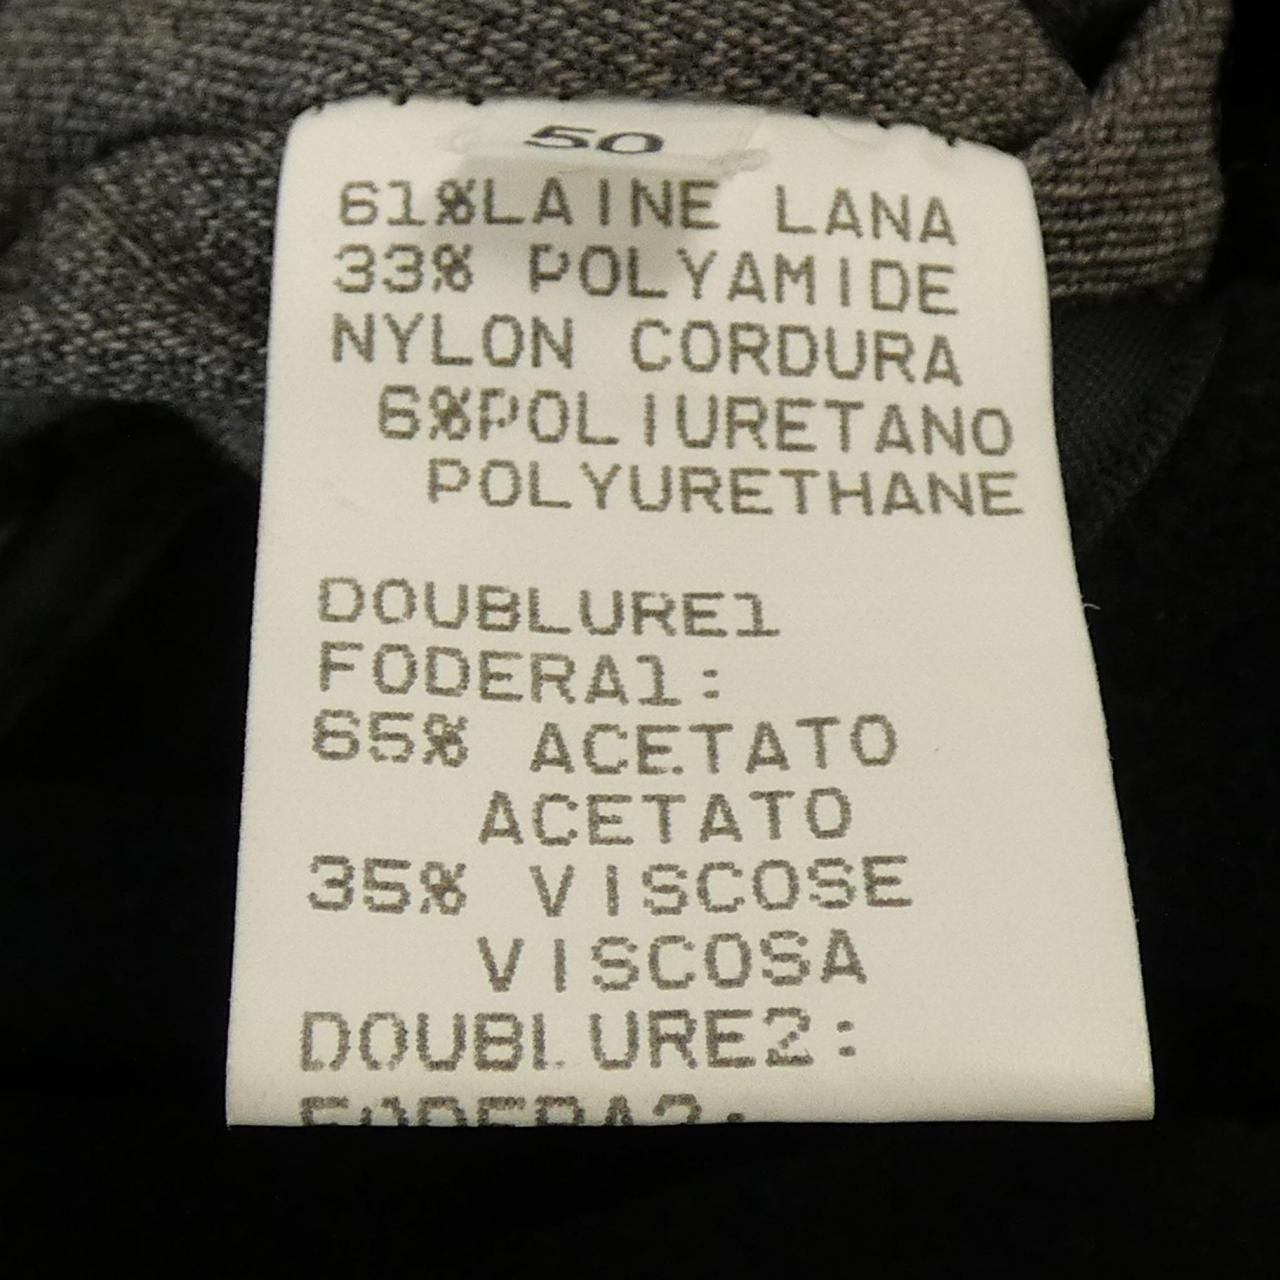 50
61%LAINE LANA
33% POLYAMIDE
NYLON CORDURA
6%POLIURETANO
POLYURETHANE
DOUBLURE1
FODERA1:
65% ACETATO
ACETATO
35% VISCOSE
VISCOSA
DOUBLURE2:
FODERA2: